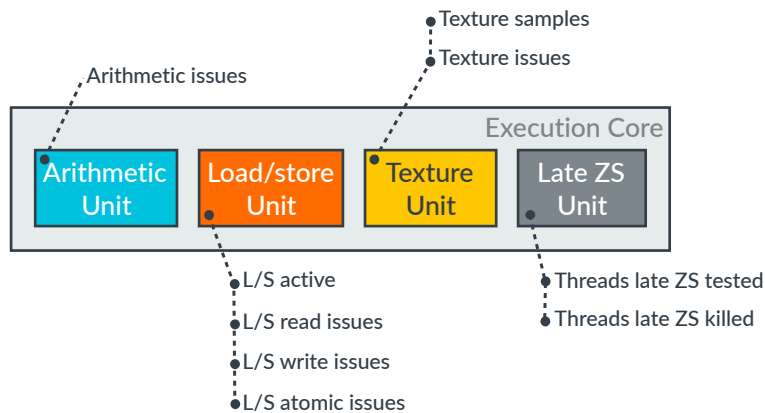 Texture samples
Texture issues
Arithmetic issues
Execution Core
Arithmetic
Unit
Load/store
Unit
Texture
Unit
Late ZS
Unit
L/S active
L/S read issues
L/S write issues
L/S atomic issues
Threads late ZS tested
Threads late ZS killed